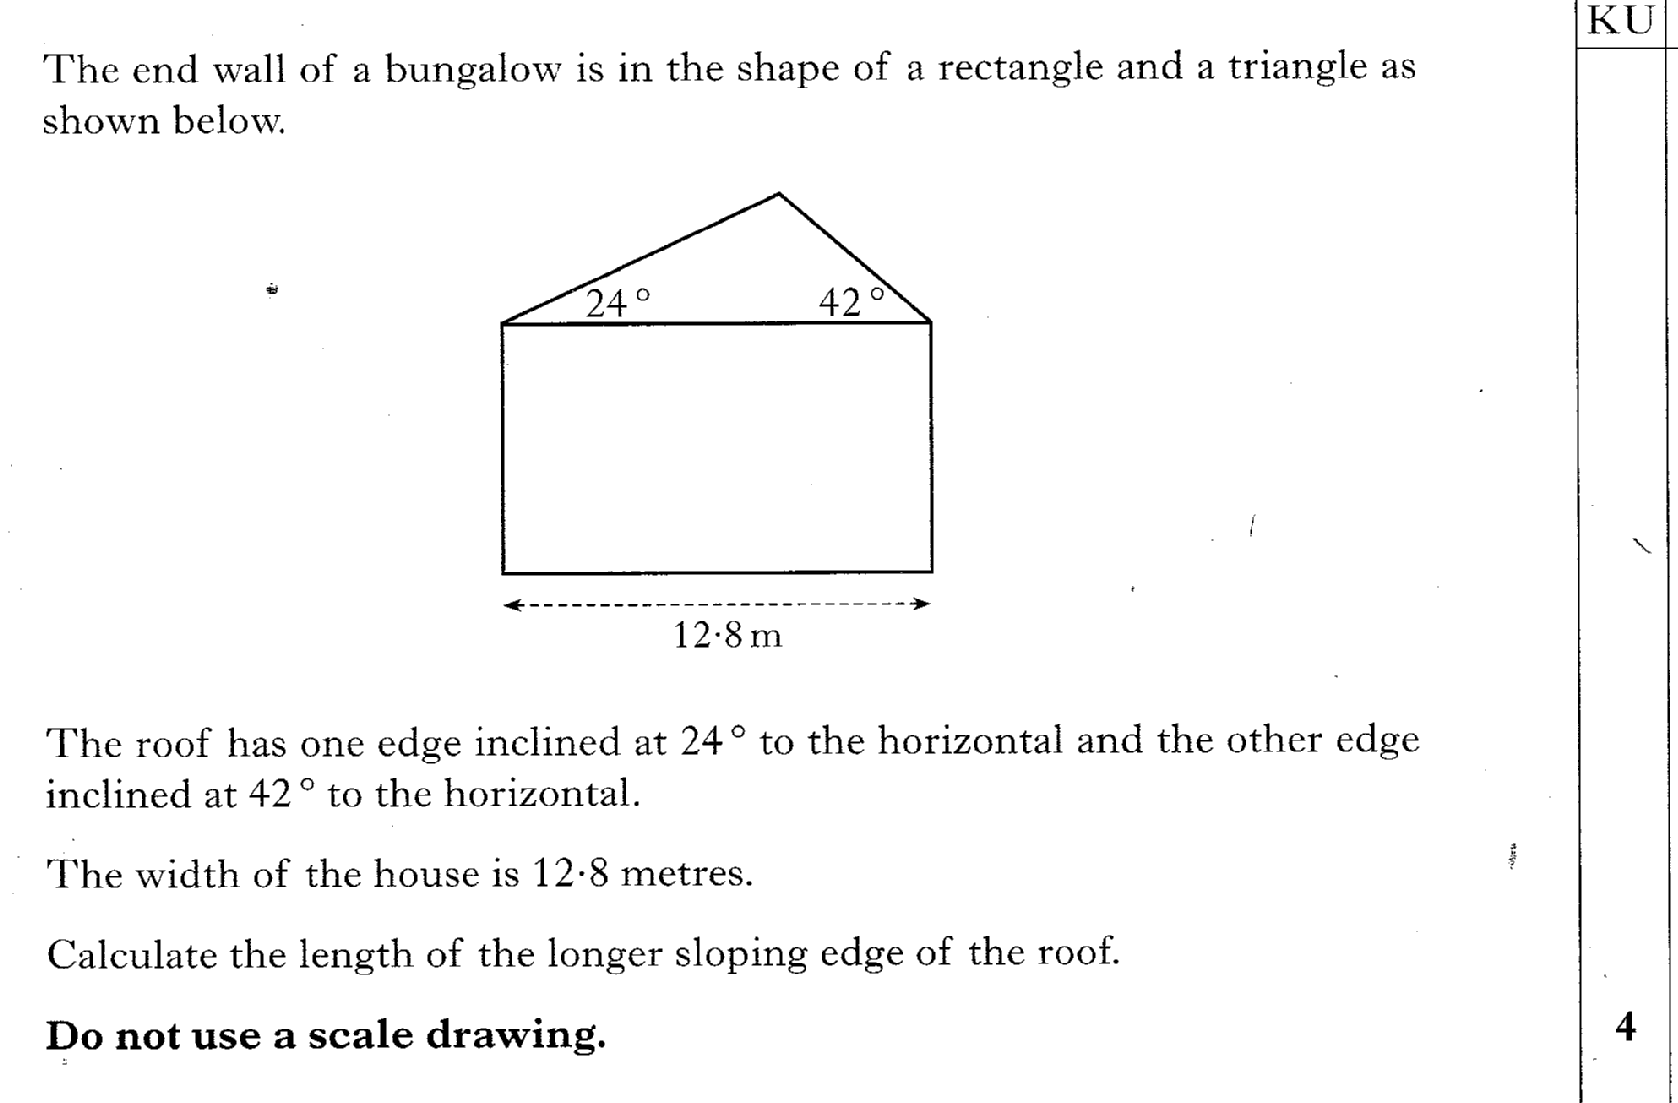 KU
The end wall of a bungalow is in the shape of a rectangle and a triangle as
shown below.
24° 42°
12·8 m
The roof has one edge inclined at 24° to the horizontal and the other edge
inclined at 42° to the horizontal.
The width of the house is 12·8 metres.
Calculate the length of the longer sloping edge of the roof.
Do not use a scale drawing.
4